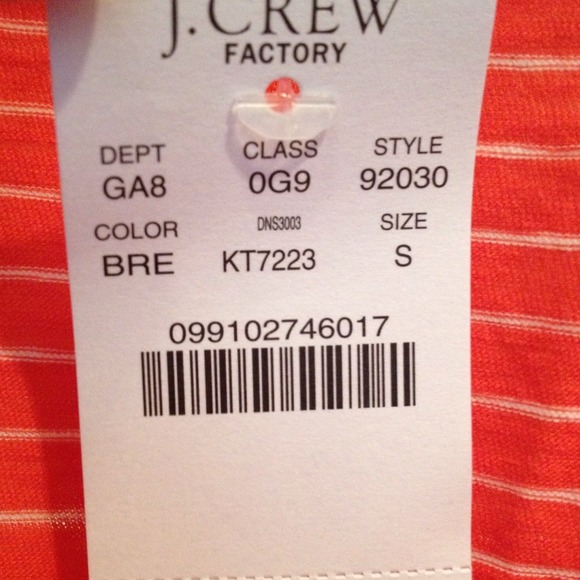 J.CREW
FACTORY
DEPT CLASS STYLE
GA8 0G9 92030
COLOR DNS3003 SIZE
BRE KT7223 S
099102746017